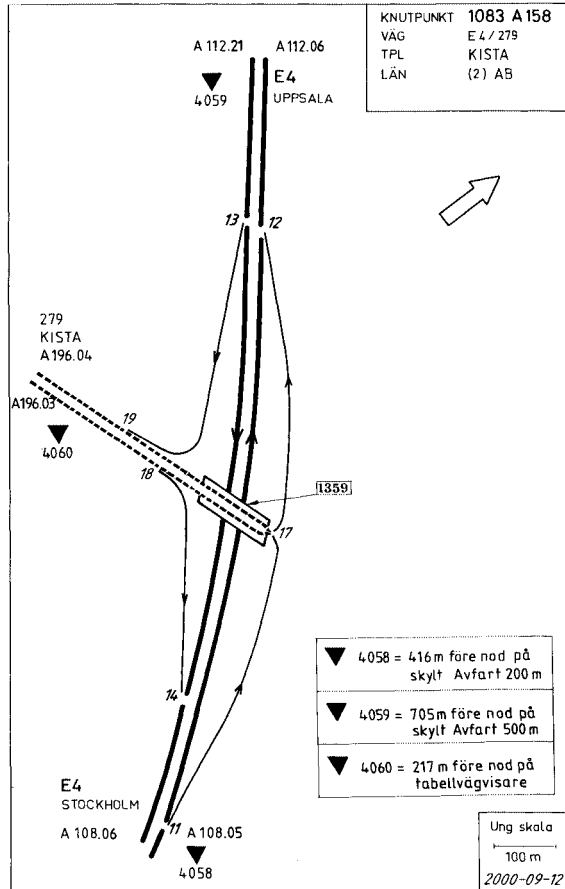 KNUTPUNKT 1083 A 158
VÄG E 4 / 279
TPL KISTA
LÄN (2) AB
A 112.21 A 112.06
E4
UPPSALA
4059
13 12
279
KISTA
A 196.04
A196.03
4060
19
18
1359
17
14
E4
STOCKHOLM
A 108.06
11
A 108.05
4058
4058 = 416 m före nod på
skylt Avfart 200 m
4059 = 705 m före nod på
skylt Avfart 500 m
4060 = 217 m före nod på
tabellvägvisare
Ung skala
100 m
2000-09-12